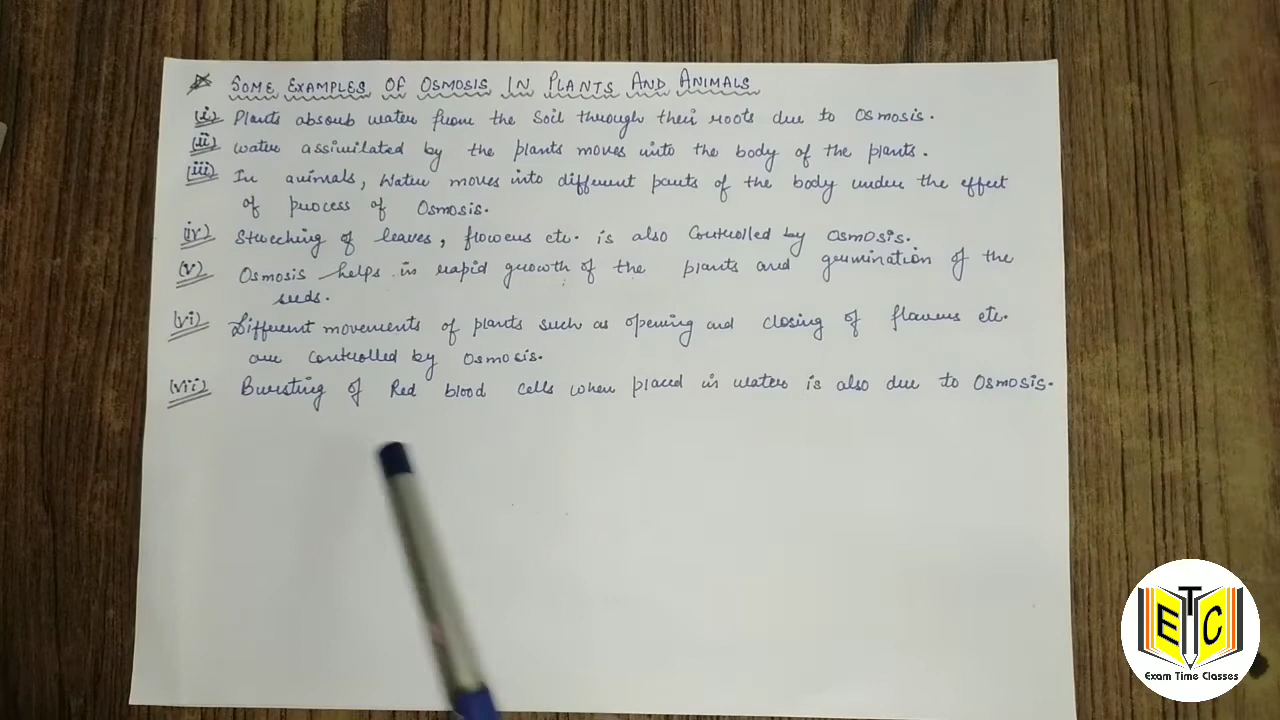 SOME EXAMPLES OF OSMOSIS IN PLANTS AND ANIMALS
(i) Plants absorb water from the Soil through their roots due to Osmosis.
(ii) water assimilated by the plants moves into the body of the plants.
(iii) In animals, water moves into different parts of the body under the effect
of process of Osmosis.
(iv) Streching of leaves, flowers etc. is also controlled by Osmosis.
(v) Osmosis helps in rapid growth of the plants and germination of the
seeds.
(vi) Different movements of plants such as opening and closing of flowers etc.
are controlled by Osmosis.
(vii) Bursting of Red blood cells when placed in water is also due to Osmosis.
ETC
Exam Time Classes